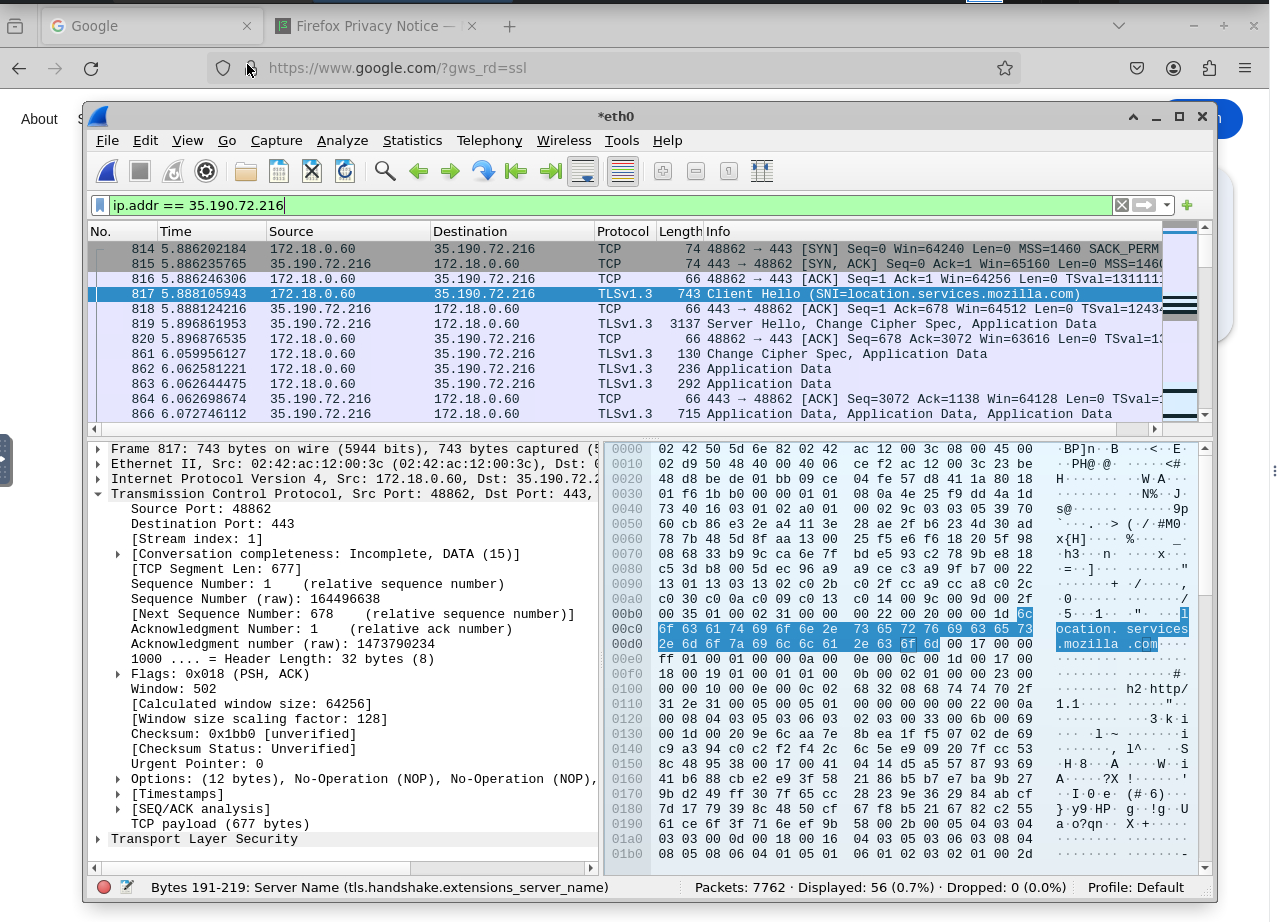 Google
Firefox Privacy Notice —
https://www.google.com/?gws_rd=ssl
About
*eth0
File Edit View Go Capture Analyze Statistics Telephony Wireless Tools Help
ip.addr == 35.190.72.216
No. Time Source Destination Protocol Length Info
814 5.886202184 172.18.0.60 35.190.72.216 TCP 74 48862 → 443 [SYN] Seq=0 Win=64240 Len=0 MSS=1460 SACK_PERM
815 5.886235765 35.190.72.216 172.18.0.60 TCP 74 443 → 48862 [SYN, ACK] Seq=0 Ack=1 Win=65160 Len=0 MSS=146
816 5.886246306 172.18.0.60 35.190.72.216 TCP 66 48862 → 443 [ACK] Seq=1 Ack=1 Win=64256 Len=0 TSval=131111
817 5.888105943 172.18.0.60 35.190.72.216 TLSv1.3 743 Client Hello (SNI=location.services.mozilla.com)
818 5.888124216 35.190.72.216 172.18.0.60 TCP 66 443 → 48862 [ACK] Seq=1 Ack=678 Win=64512 Len=0 TSval=1243
819 5.896861953 35.190.72.216 172.18.0.60 TLSv1.3 3137 Server Hello, Change Cipher Spec, Application Data
820 5.896876535 172.18.0.60 35.190.72.216 TCP 66 48862 → 443 [ACK] Seq=678 Ack=3072 Win=63616 Len=0 TSval=1
861 6.059956127 172.18.0.60 35.190.72.216 TLSv1.3 130 Change Cipher Spec, Application Data
862 6.062581221 172.18.0.60 35.190.72.216 TLSv1.3 236 Application Data
863 6.062644475 172.18.0.60 35.190.72.216 TLSv1.3 292 Application Data
864 6.062698674 35.190.72.216 172.18.0.60 TCP 66 443 → 48862 [ACK] Seq=3072 Ack=1138 Win=64128 Len=0 TSval=
866 6.072746112 35.190.72.216 172.18.0.60 TLSv1.3 715 Application Data, Application Data, Application Data
Frame 817: 743 bytes on wire (5944 bits), 743 bytes captured (5
Ethernet II, Src: 02:42:ac:12:00:3c (02:42:ac:12:00:3c), Dst: 0
Internet Protocol Version 4, Src: 172.18.0.60, Dst: 35.190.72.2
Transmission Control Protocol, Src Port: 48862, Dst Port: 443,
Source Port: 48862
Destination Port: 443
[Stream index: 1]
[Conversation completeness: Incomplete, DATA (15)]
[TCP Segment Len: 677]
Sequence Number: 1 (relative sequence number)
Sequence Number (raw): 164496638
[Next Sequence Number: 678 (relative sequence number)]
Acknowledgment Number: 1 (relative ack number)
Acknowledgment number (raw): 1473790234
1000 .... = Header Length: 32 bytes (8)
Flags: 0x018 (PSH, ACK)
Window: 502
[Calculated window size: 64256]
[Window size scaling factor: 128]
Checksum: 0x1bb0 [unverified]
[Checksum Status: Unverified]
Urgent Pointer: 0
Options: (12 bytes), No-Operation (NOP), No-Operation (NOP),
[Timestamps]
[SEQ/ACK analysis]
TCP payload (677 bytes)
Transport Layer Security
0000 02 42 50 5d 6e 82 02 42 ac 12 00 3c 08 00 45 00 ·BP]n··B ···<··E·
0010 02 d9 50 48 40 00 40 06 ce f2 ac 12 00 3c 23 be ··PH@·@· ·····<#·
0020 48 d8 be de 01 bb 09 ce 04 fe 57 d8 41 1a 80 18 H······· ··W·A···
0030 01 f6 1b b0 00 00 01 01 08 0a 4e 25 f9 dd 4a 1d ········ ··N%··J·
0040 73 40 16 03 01 02 a0 01 00 02 9c 03 03 05 39 70 s@······ ······9p
0050 60 cb 86 e3 2e a4 11 3e 28 ae 2f b6 23 4d 30 ad `···.··> (·/·#M0·
0060 78 7b 48 5d 8f aa 13 00 25 f5 e6 f6 18 20 5f 98 x{H]···· %···· _·
0070 08 68 33 b9 9c ca 6e 7f bd e5 93 c2 78 9b e8 18 ·h3···n· ····x···
0080 c5 3d b8 00 5d ec 96 a9 a9 ce c3 a9 9f b7 00 22 ·=··]··· ·······"
0090 13 01 13 03 13 02 c0 2b c0 2f cc a9 cc a8 c0 2c ·······+ ·/·····,
00a0 c0 30 c0 0a c0 09 c0 13 c0 14 00 9c 00 9d 00 2f ·0······ ·······/
00b0 00 35 01 00 02 31 00 00 00 22 00 20 00 00 1d 6c ·5···1·· ·"· ···l
00c0 6f 63 61 74 69 6f 6e 2e 73 65 72 76 69 63 65 73 ocation. services
00d0 2e 6d 6f 7a 69 6c 6c 61 2e 63 6f 6d 00 17 00 00 .mozilla .com····
00e0 ff 01 00 01 00 00 0a 00 0e 00 0c 00 1d 00 17 00 ········ ········
00f0 18 00 19 01 00 01 01 00 0b 00 02 01 00 00 23 00 ········ ······#·
0100 00 00 10 00 0e 00 0c 02 68 32 08 68 74 74 70 2f ········ h2·http/
0110 31 2e 31 00 05 00 05 01 00 00 00 00 00 22 00 0a 1.1····· ·····"··
0120 00 08 04 03 05 03 06 03 02 03 00 33 00 6b 00 69 ········ ···3·k·i
0130 00 1d 00 20 9e 6c aa 7e 8b ea 1f f5 07 02 de 69 ··· ·l·~ ·······i
0140 c9 a3 94 c0 c2 f2 f4 2c 6c 5e e9 09 20 7f cc 53 ·······, l^·· ··S
0150 8c 48 95 38 00 17 00 41 04 14 d5 a5 57 87 93 69 ·H·8···A ····W··i
0160 41 b6 88 cb e2 e9 3f 58 21 86 b5 b7 e7 ba 9b 27 A·····?X !······'
0170 9b d2 49 ff 30 7f 65 cc 28 23 9e 36 29 84 ab cf ··I·0·e· (#·6)···
0180 7d 17 79 39 8c 48 50 cf 67 f8 b5 21 67 82 c2 55 }·y9·HP· g··!g··U
0190 61 ce 6f 3f 71 6e ef 9b 58 00 2b 00 05 04 03 04 a·o?qn·· X·+·····
01a0 03 03 00 0d 00 18 00 16 04 03 05 03 06 03 08 04 ········ ········
01b0 08 05 08 06 04 01 05 01 06 01 02 03 02 01 00 2d ········ ·······-
Bytes 191-219: Server Name (tls.handshake.extensions_server_name)
Packets: 7762 · Displayed: 56 (0.7%) · Dropped: 0 (0.0%)
Profile: Default